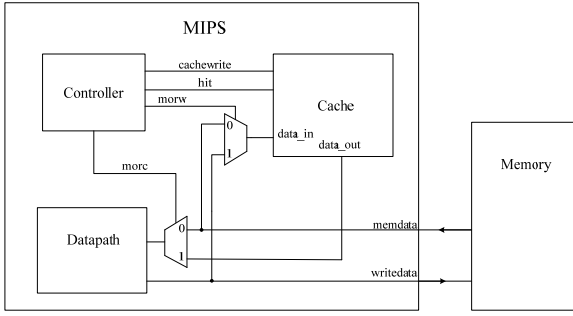 MIPS
cachewrite
hit
morw
Controller
Cache
0
1
data_in
data_out
Memory
morc
Datapath
0
1
memdata
writedata